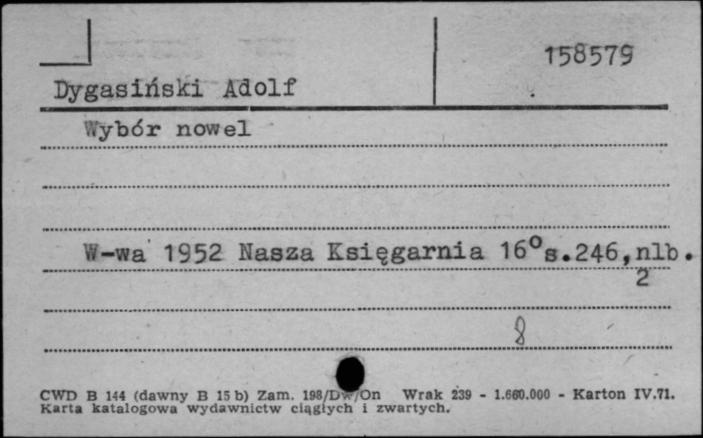 158579
Dygasiński Adolf
Wybór nowel
W-wa 1952 Nasza Księgarnia 16° s.246, nlb.
2
8
CWD B 144 (dawny B 15 b) Zam. 198/Dw/On Wrak 239 - 1.660.000 - Karton IV.71.
Karta katalogowa wydawnictw ciągłych i zwartych.